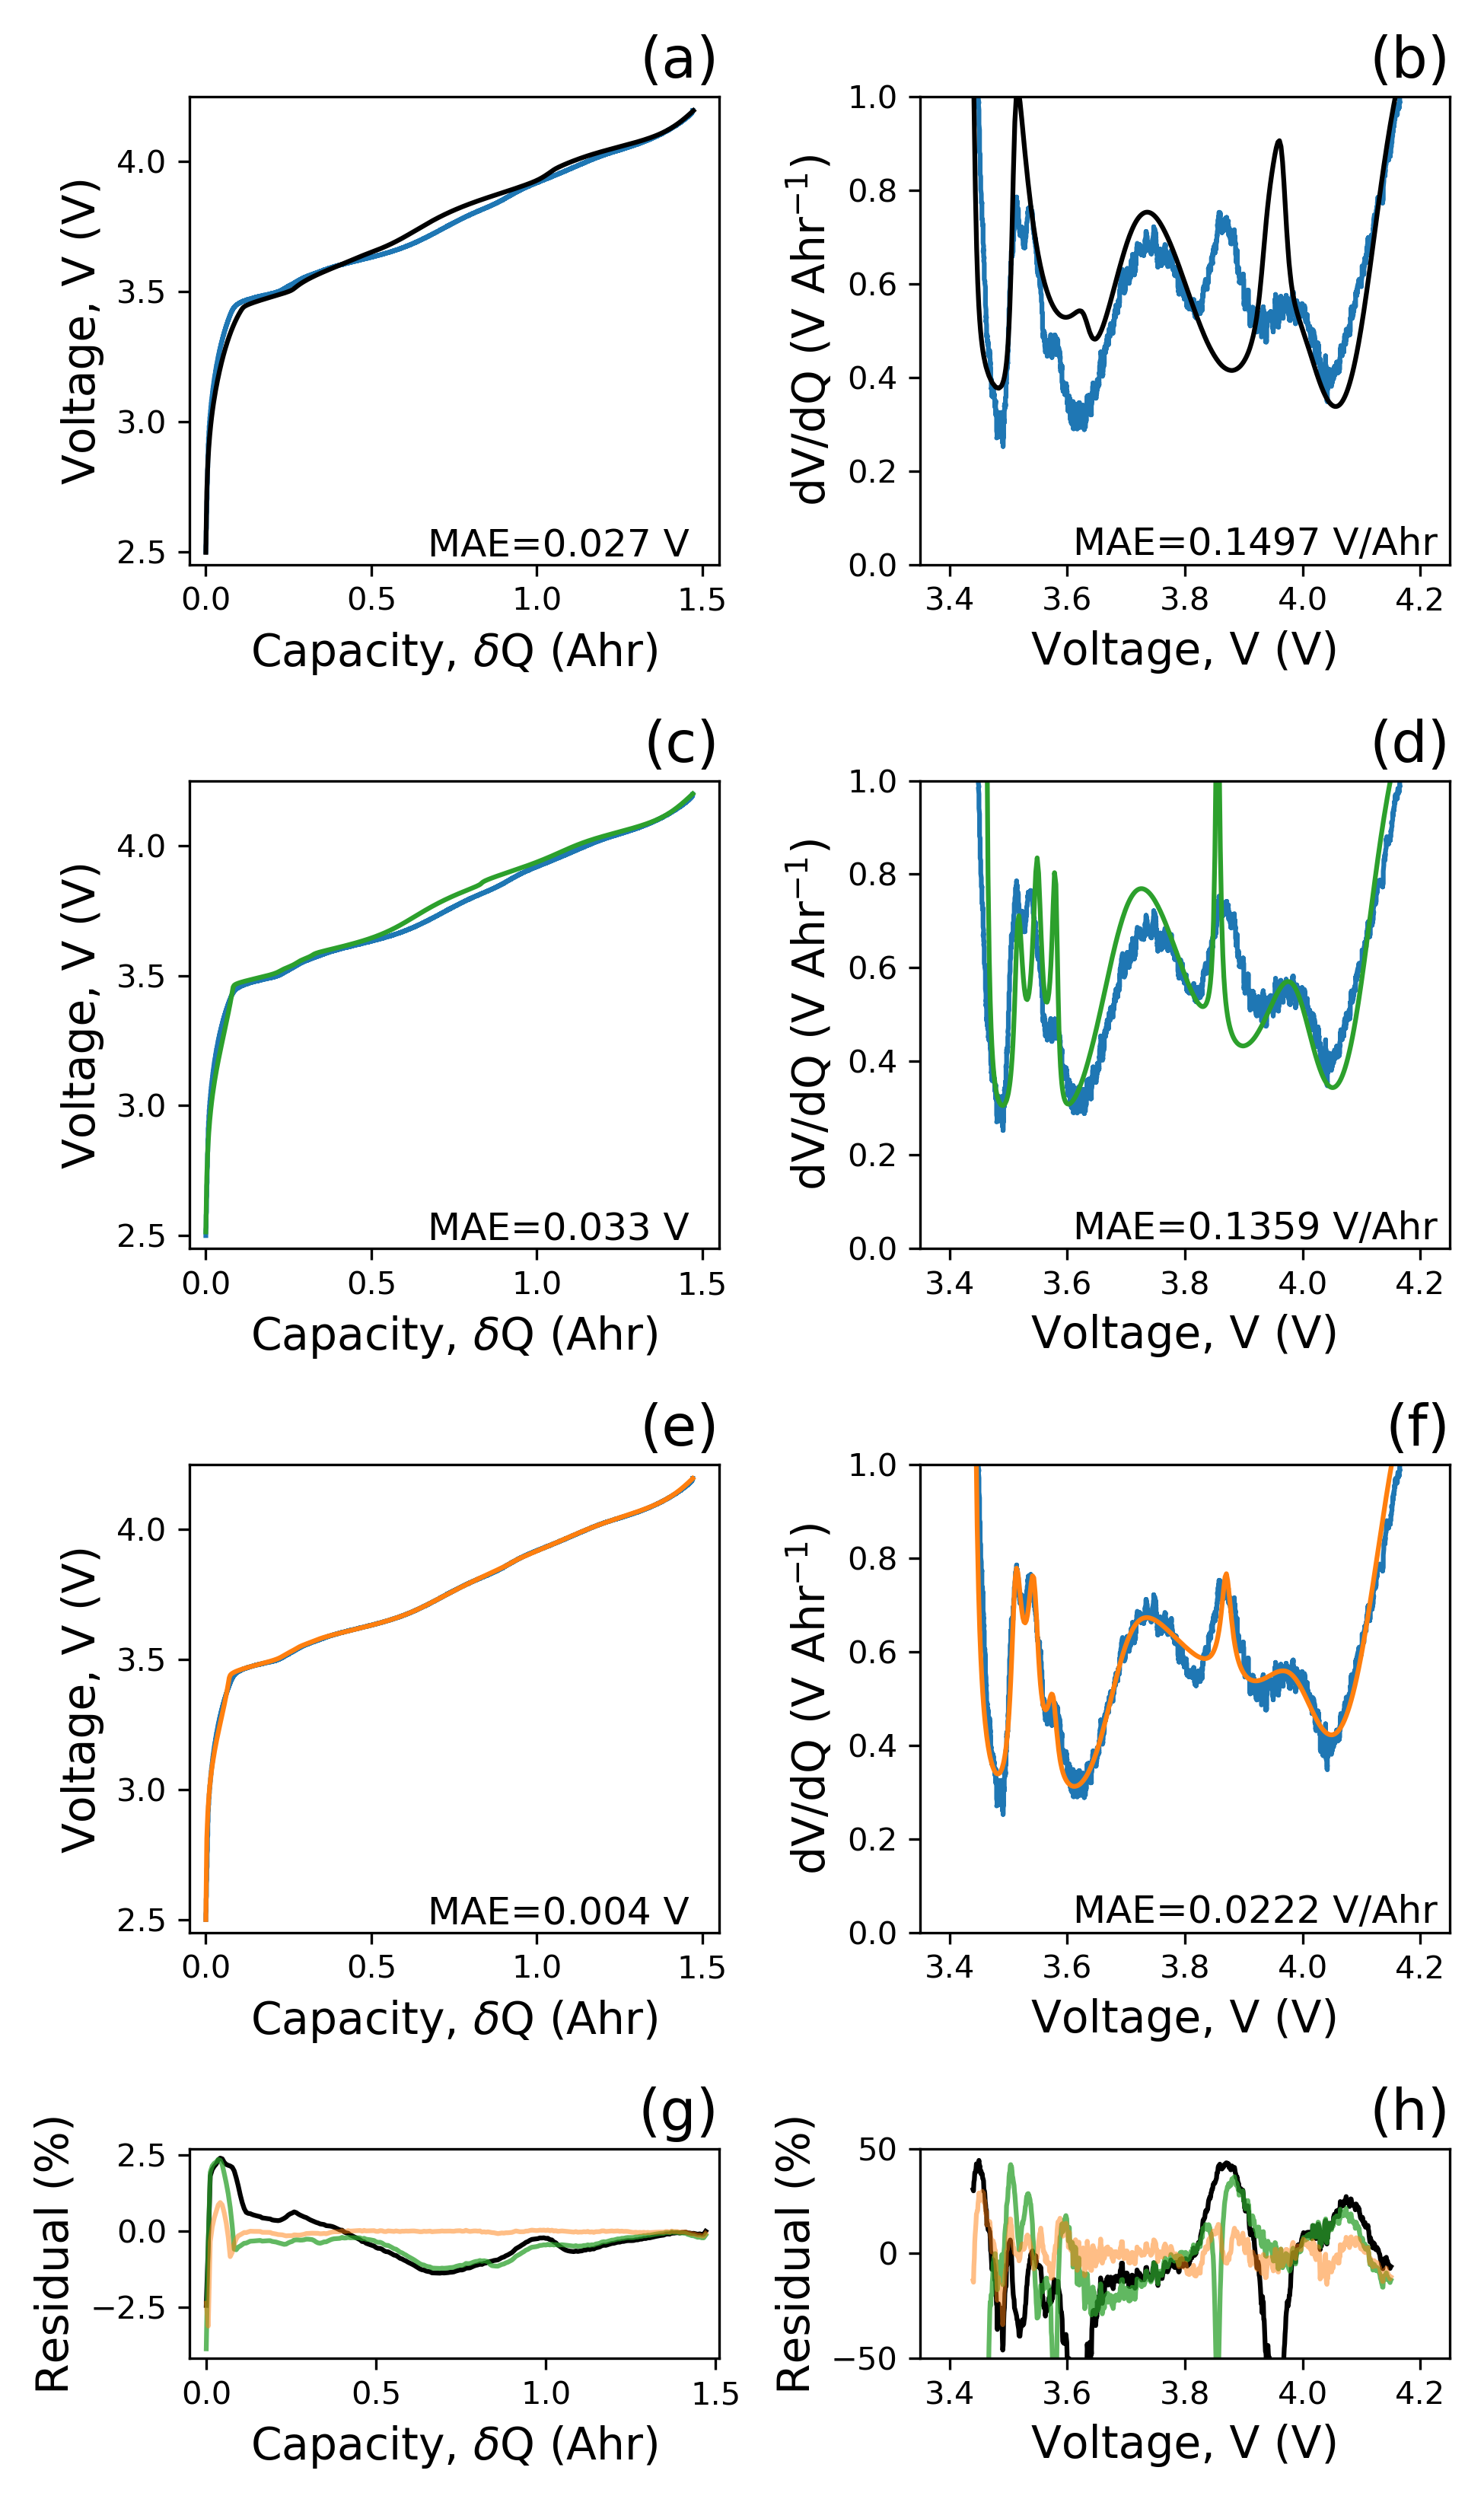 (a)
Voltage, V (V)
4.0
3.5
3.0
2.5
MAE=0.027 V
0.0 0.5 1.0 1.5
Capacity, δQ (Ahr)
(b)
dV/dQ (V Ahr⁻¹)
1.0
0.8
0.6
0.4
0.2
0.0
MAE=0.1497 V/Ahr
3.4 3.6 3.8 4.0 4.2
Voltage, V (V)
(c)
Voltage, V (V)
4.0
3.5
3.0
2.5
MAE=0.033 V
0.0 0.5 1.0 1.5
Capacity, δQ (Ahr)
(d)
dV/dQ (V Ahr⁻¹)
1.0
0.8
0.6
0.4
0.2
0.0
MAE=0.1359 V/Ahr
3.4 3.6 3.8 4.0 4.2
Voltage, V (V)
(e)
Voltage, V (V)
4.0
3.5
3.0
2.5
MAE=0.004 V
0.0 0.5 1.0 1.5
Capacity, δQ (Ahr)
(f)
dV/dQ (V Ahr⁻¹)
1.0
0.8
0.6
0.4
0.2
0.0
MAE=0.0222 V/Ahr
3.4 3.6 3.8 4.0 4.2
Voltage, V (V)
(g)
Residual (%)
2.5
0.0
−2.5
0.0 0.5 1.0 1.5
Capacity, δQ (Ahr)
(h)
Residual (%)
50
0
−50
3.4 3.6 3.8 4.0 4.2
Voltage, V (V)